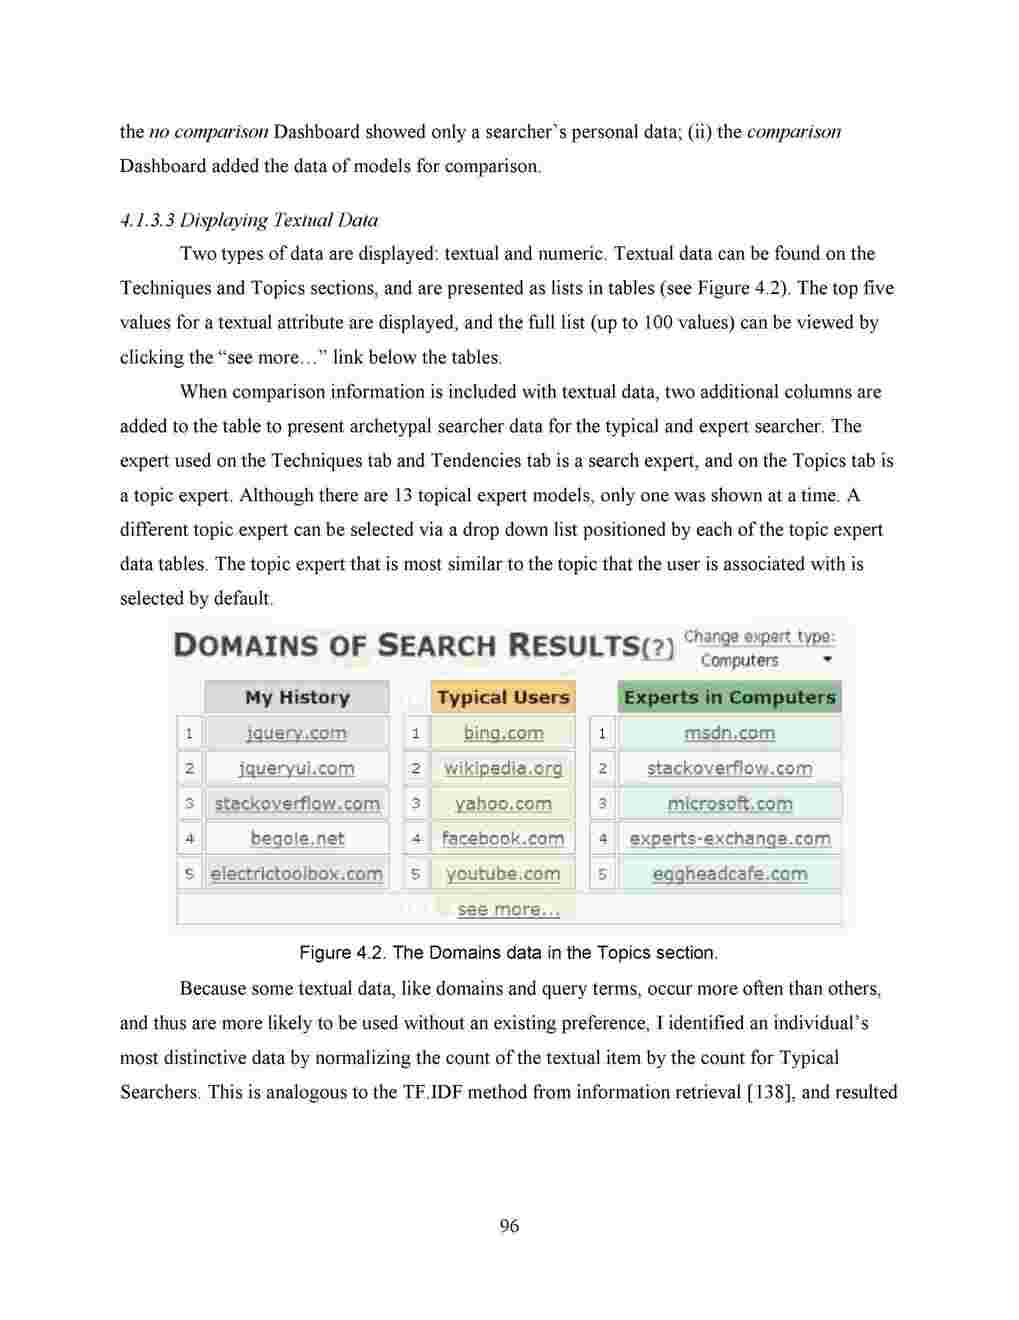 the no comparison Dashboard showed only a searcher`s personal data; (ii) the comparison
Dashboard added the data of models for comparison.
4.1.3.3 Displaying Textual Data
Two types of data are displayed: textual and numeric. Textual data can be found on the
Techniques and Topics sections, and are presented as lists in tables (see Figure 4.2). The top five
values for a textual attribute are displayed, and the full list (up to 100 values) can be viewed by
clicking the “see more…” link below the tables.
When comparison information is included with textual data, two additional columns are
added to the table to present archetypal searcher data for the typical and expert searcher. The
expert used on the Techniques tab and Tendencies tab is a search expert, and on the Topics tab is
a topic expert. Although there are 13 topical expert models, only one was shown at a time. A
different topic expert can be selected via a drop down list positioned by each of the topic expert
data tables. The topic expert that is most similar to the topic that the user is associated with is
selected by default.
DOMAINS OF SEARCH RESULTS(?) Change expert type:
Computers
My History Typical Users Experts in Computers
1 jquery.com 1 bing.com 1 msdn.com
2 jqueryui.com 2 wikipedia.org 2 stackoverflow.com
3 stackoverflow.com 3 yahoo.com 3 microsoft.com
4 begole.net 4 facebook.com 4 experts-exchange.com
5 electrictoolbox.com 5 youtube.com 5 eggheadcafe.com
see more...
Figure 4.2. The Domains data in the Topics section.
Because some textual data, like domains and query terms, occur more often than others,
and thus are more likely to be used without an existing preference, I identified an individual’s
most distinctive data by normalizing the count of the textual item by the count for Typical
Searchers. This is analogous to the TF.IDF method from information retrieval [138], and resulted
96